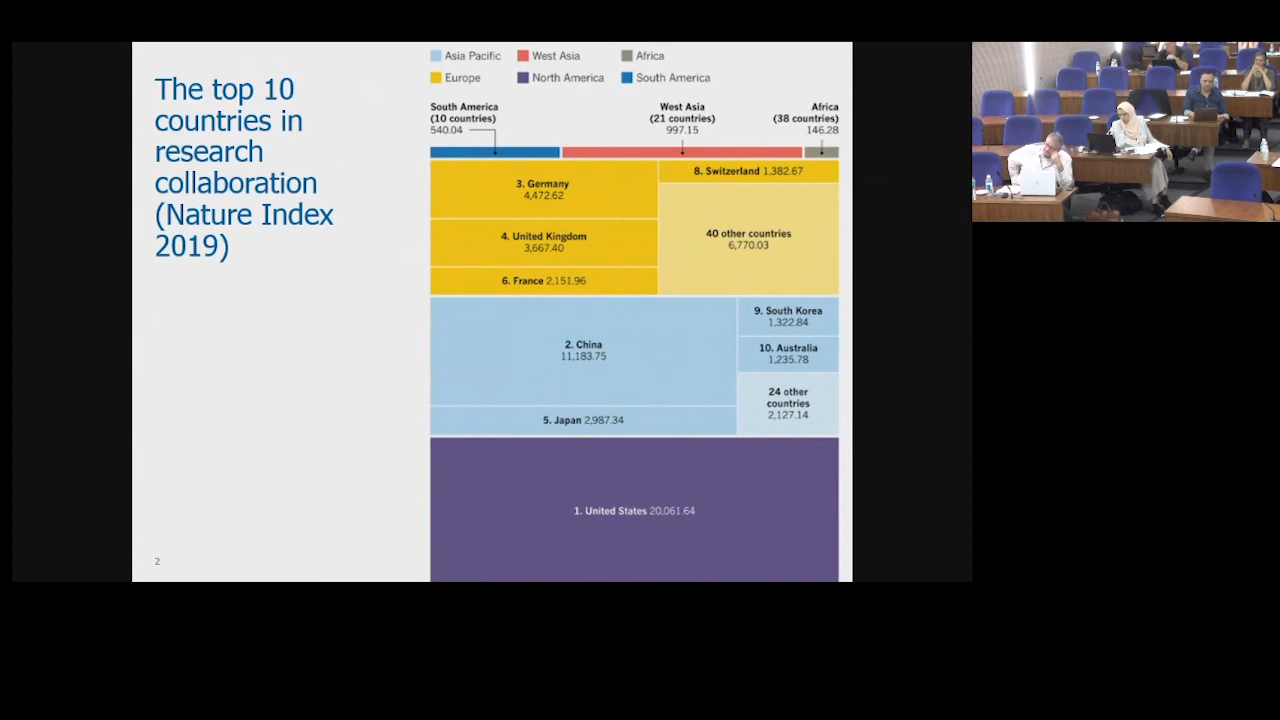 The top 10
countries in
research
collaboration
(Nature Index
2019)
Asia Pacific
West Asia
Africa
Europe
North America
South America
South America
(10 countries)
540.04
West Asia
(21 countries)
997.15
Africa
(38 countries)
146.28
3. Germany
4,472.62
8. Switzerland 1,382.67
4. United Kingdom
3,667.40
40 other countries
6,770.03
6. France 2,151.96
2. China
11,183.75
9. South Korea
1,322.84
10. Australia
1,235.78
24 other
countries
2,127.14
5. Japan 2,987.34
1. United States 20,061.64
2